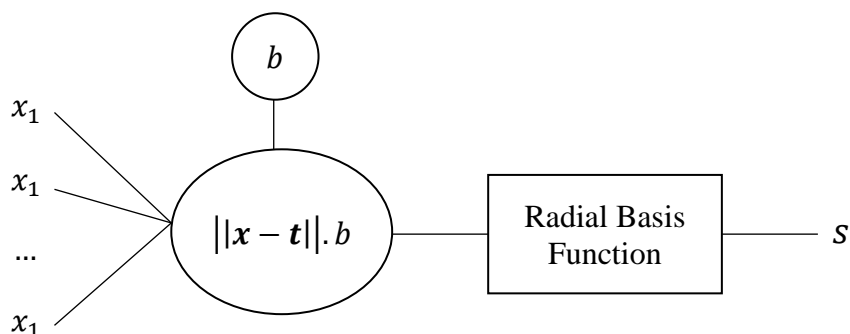 b
x₁
x₁
...
x₁
||x − t||. b
Radial Basis
Function
s